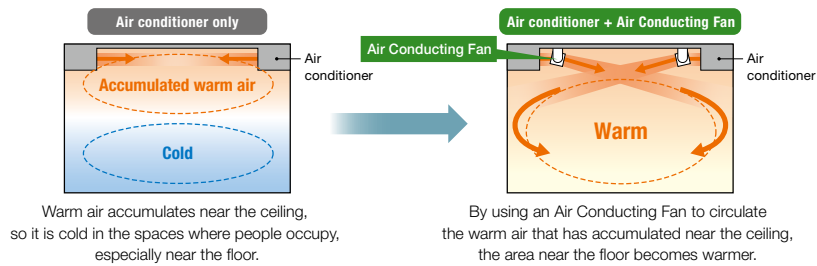 Air conditioner only
Air
conditioner
Accumulated warm air
Cold
Warm air accumulates near the ceiling,
so it is cold in the spaces where people occupy,
especially near the floor.
Air conditioner + Air Conducting Fan
Air Conducting Fan
Air
conditioner
Warm
By using an Air Conducting Fan to circulate
the warm air that has accumulated near the ceiling,
the area near the floor becomes warmer.